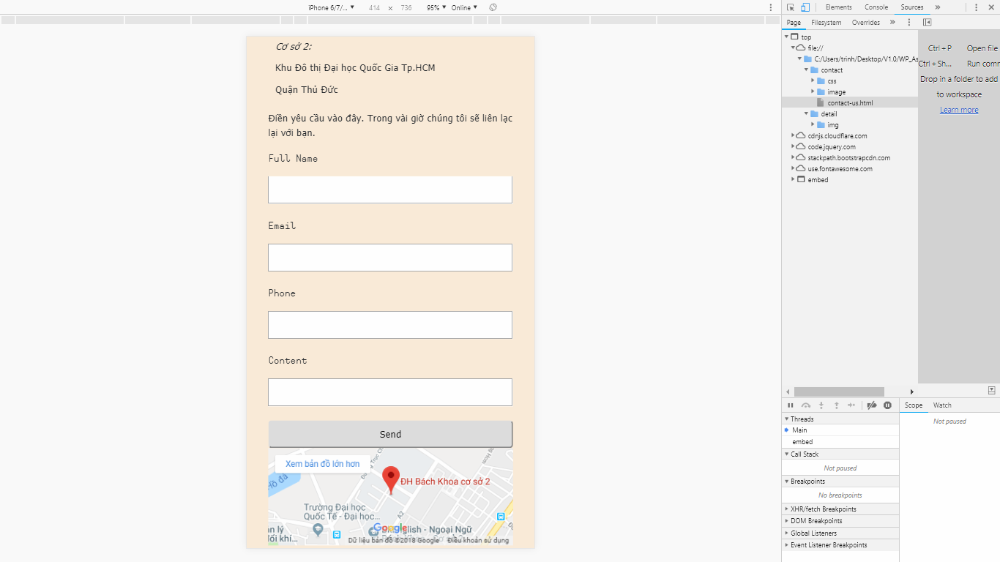 iPhone 6/7/... 414 × 736 95% Online
Cơ sở 2:
Khu Đô thị Đại học Quốc Gia Tp.HCM
Quận Thủ Đức
Điền yêu cầu vào đây. Trong vài giờ chúng tôi sẽ liên lạc
lại với bạn.
Full Name
Email
Phone
Content
Send
Xem bản đồ lớn hơn
ĐH Bách Khoa cơ sở 2
Hồ đá
Trường Đại học
Quốc Tế - Đại học...
A2
Google
English - Ngoại Ngữ
Dữ liệu bản đồ ©2018 Google Điều khoản sử dụng
Elements Console Sources »
Page Filesystem Overrides »
top
file://
C:/Users/trinh/Desktop/V1.0/WP_As
contact
css
image
contact-us.html
detail
img
cdnjs.cloudflare.com
code.jquery.com
stackpath.bootstrapcdn.com
use.fontawesome.com
embed
Ctrl + P Open file
Ctrl + Sh... Run comm
Drop in a folder to add
to workspace
Learn more
Threads
Main
embed
Call Stack
Not paused
Breakpoints
No breakpoints
XHR/fetch Breakpoints
DOM Breakpoints
Global Listeners
Event Listener Breakpoints
Scope Watch
Not paused